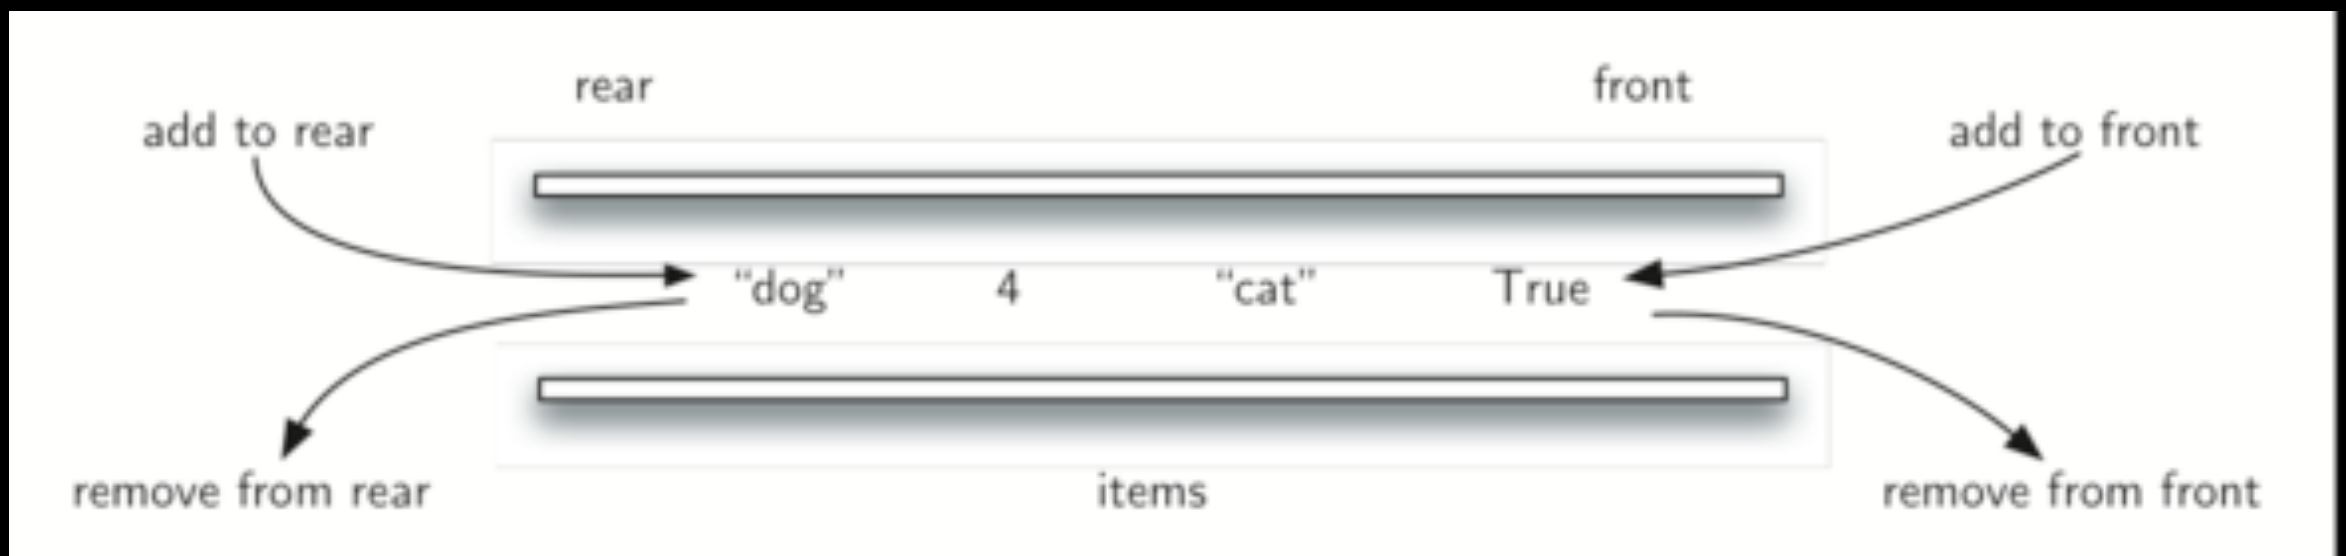 rear
front
add to rear
add to front
“dog” 4 “cat” True
remove from rear
items
remove from front